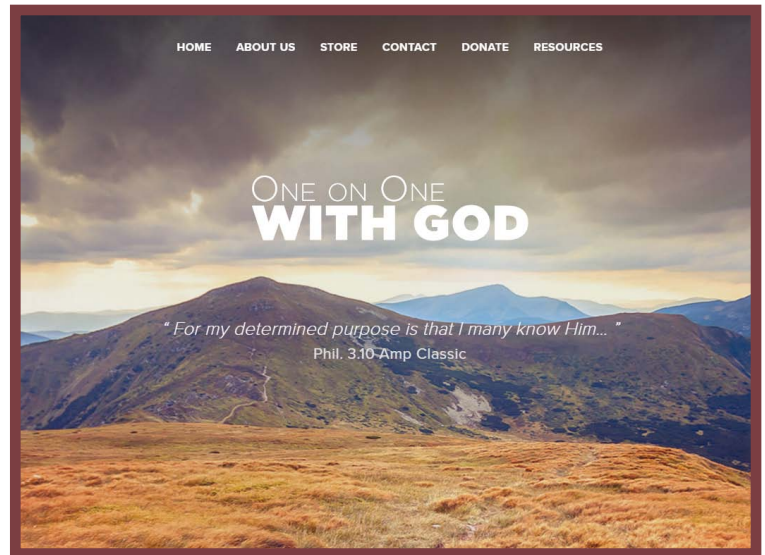 HOME ABOUT US STORE CONTACT DONATE RESOURCES
ONE ON ONE
WITH GOD
" For my determined purpose is that I many know Him... "
Phil. 3.10 Amp Classic